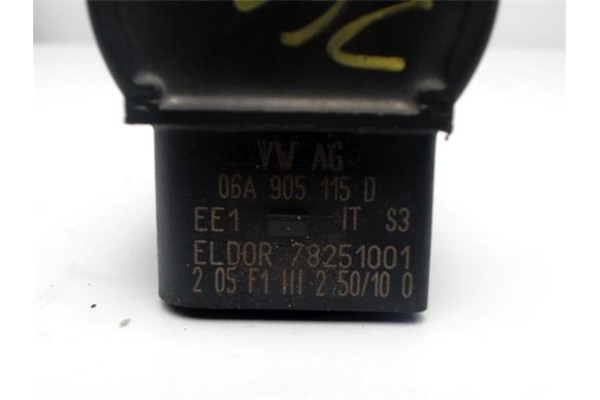 VW AG
06A 905 115 D
EE1 IT S3
ELDOR 78251001
2 05 F1 III 2 50/10 0